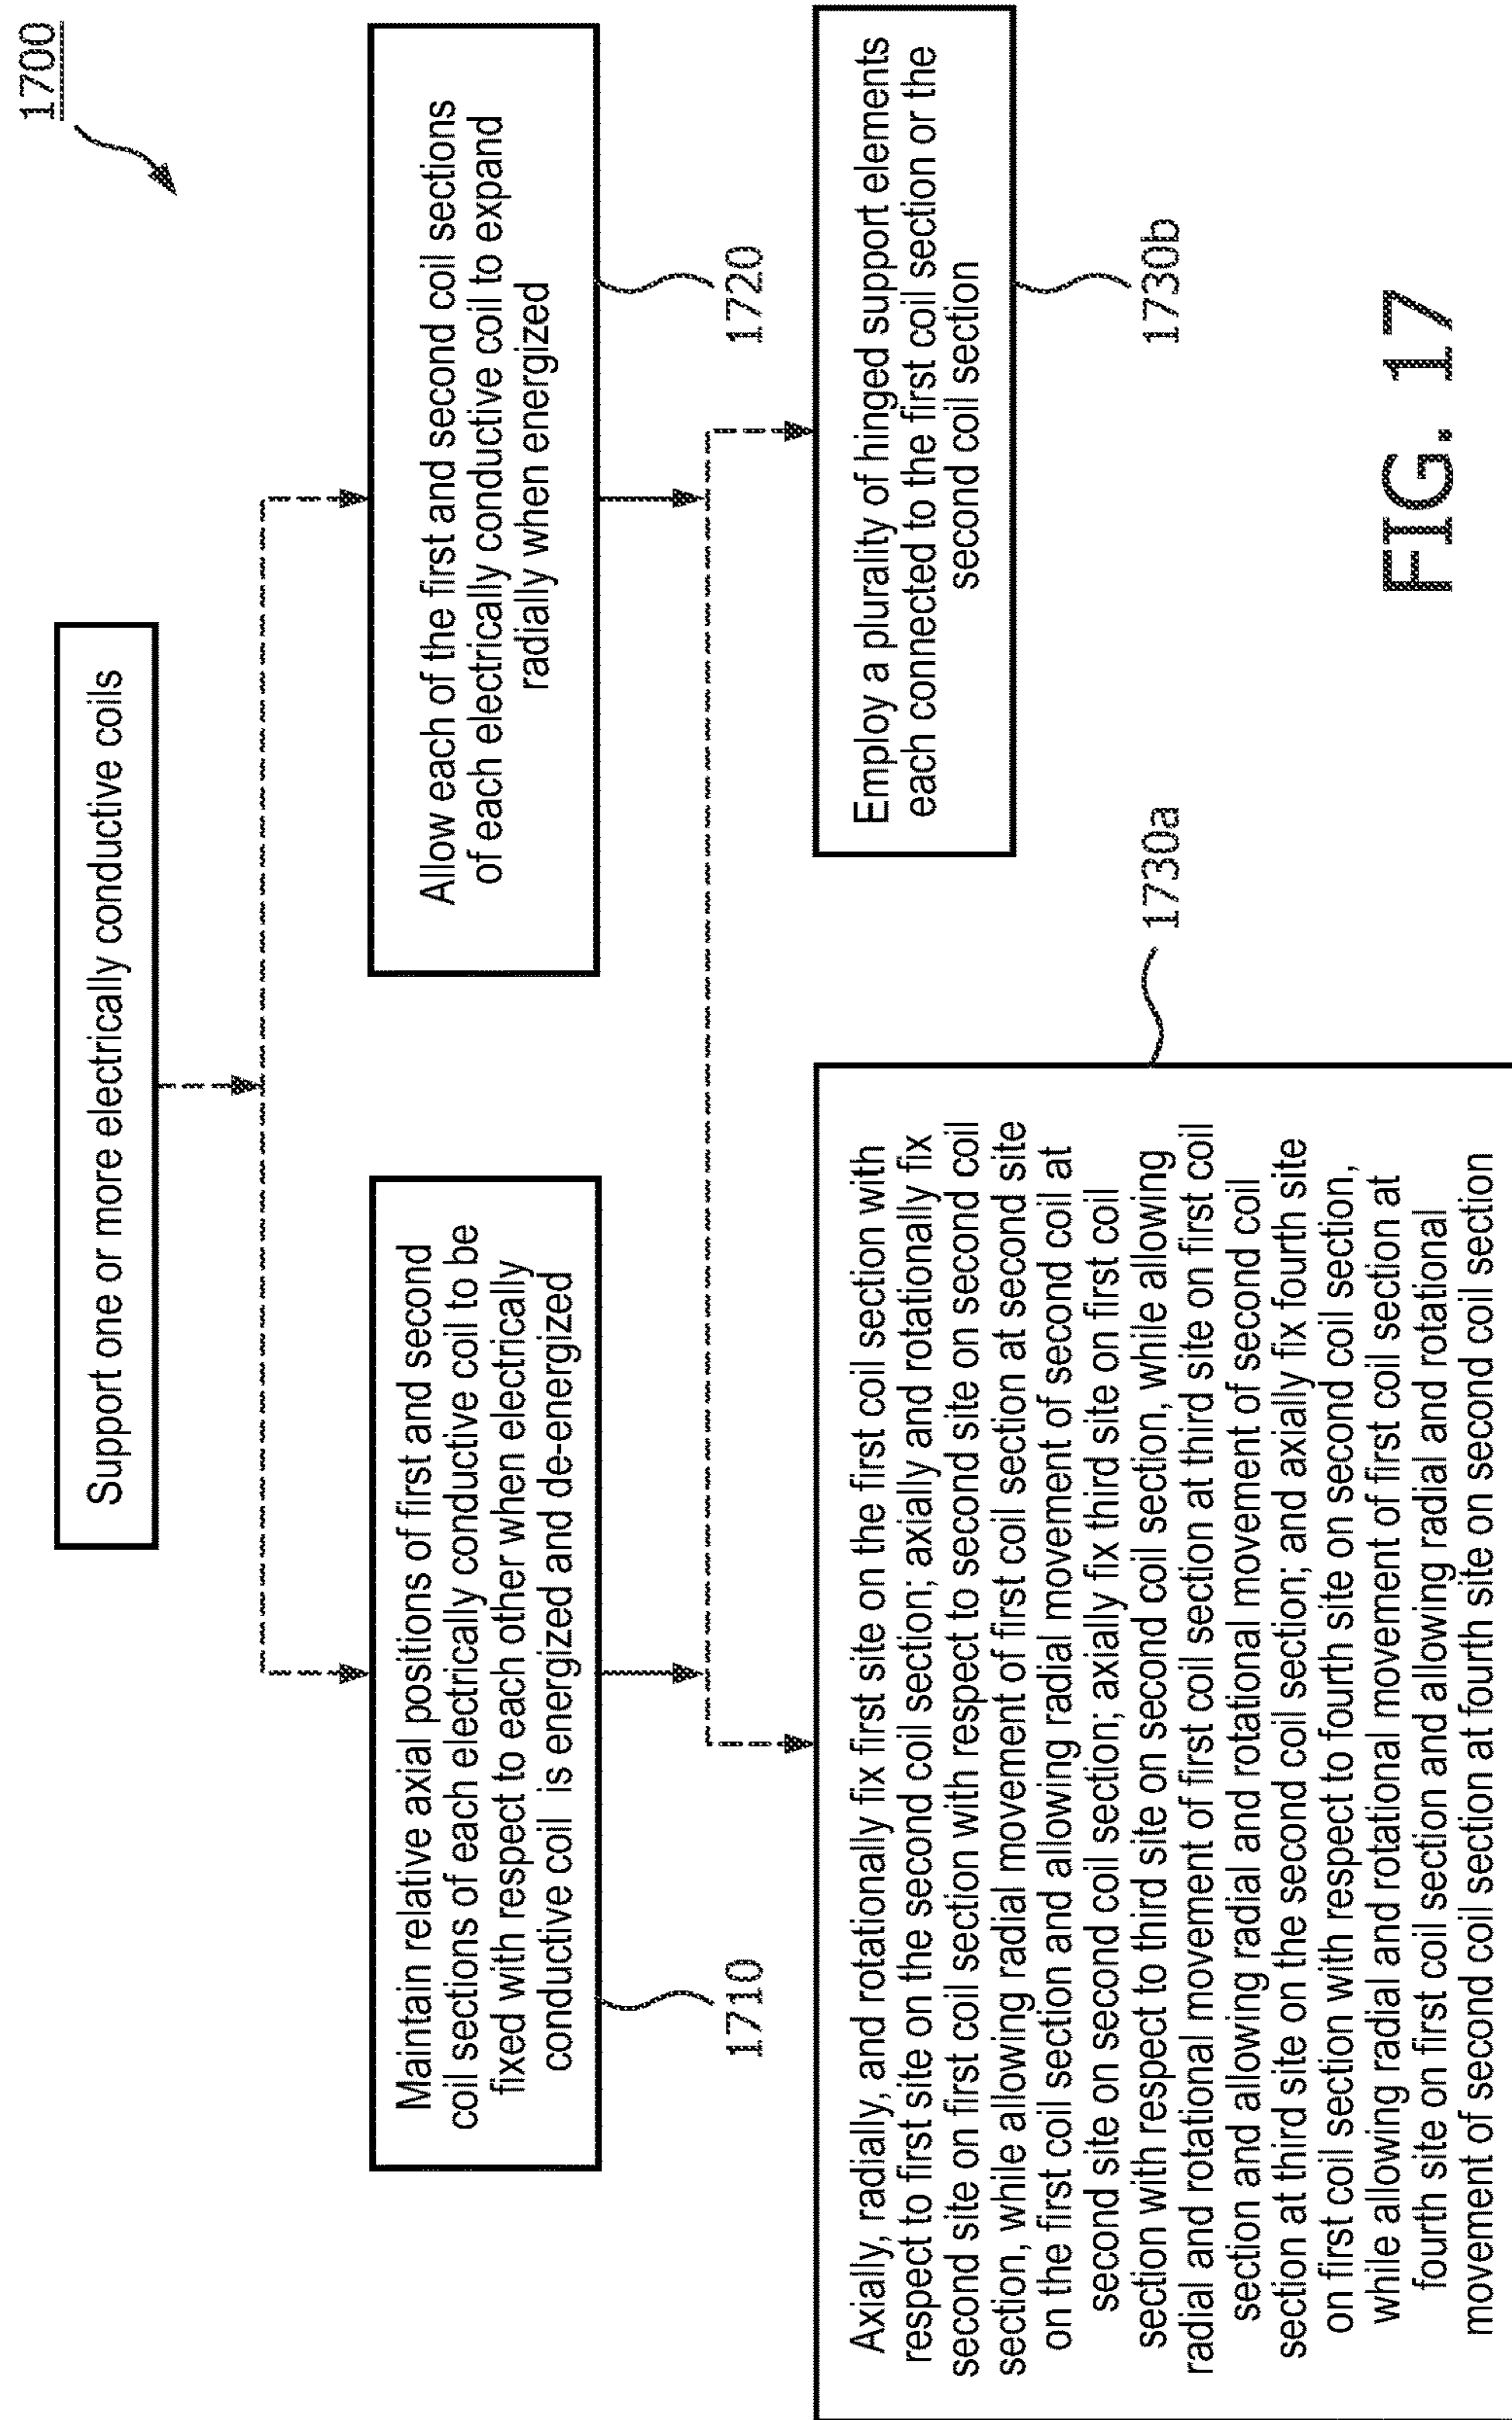 1700
Support one or more electrically conductive coils
Maintain relative axial positions of first and second
coil sections of each electrically conductive coil to be
fixed with respect to each other when electrically
conductive coil is energized and de-energized
1710
Allow each of the first and second coil sections
of each electrically conductive coil to expand
radially when energized
1720
Axially, radially, and rotationally fix first site on the first coil section with
respect to first site on the second coil section; axially and rotationally fix
second site on first coil section with respect to second site on second coil
section, while allowing radial movement of first coil section at second site
on the first coil section and allowing radial movement of second coil at
second site on second coil section; axially fix third site on first coil
section with respect to third site on second coil section, while allowing
radial and rotational movement of first coil section at third site on first coil
section and allowing radial and rotational movement of second coil
section at third site on the second coil section; and axially fix fourth site
on first coil section with respect to fourth site on second coil section,
while allowing radial and rotational movement of first coil section at
fourth site on first coil section and allowing radial and rotational
movement of second coil section at fourth site on second coil section
1730a
Employ a plurality of hinged support elements
each connected to the first coil section or the
second coil section
1730b
FIG. 17